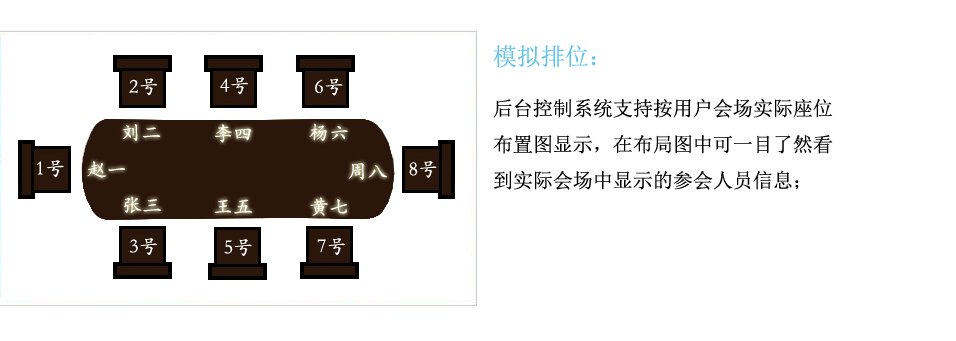 2号 4号 6号
刘二 李四 杨六
1号 赵一 周八 8号
张三 王五 黄七
3号 5号 7号
模拟排位：
后台控制系统支持按用户会场实际座位
布置图显示，在布局图中可一目了然看
到实际会场中显示的参会人员信息；